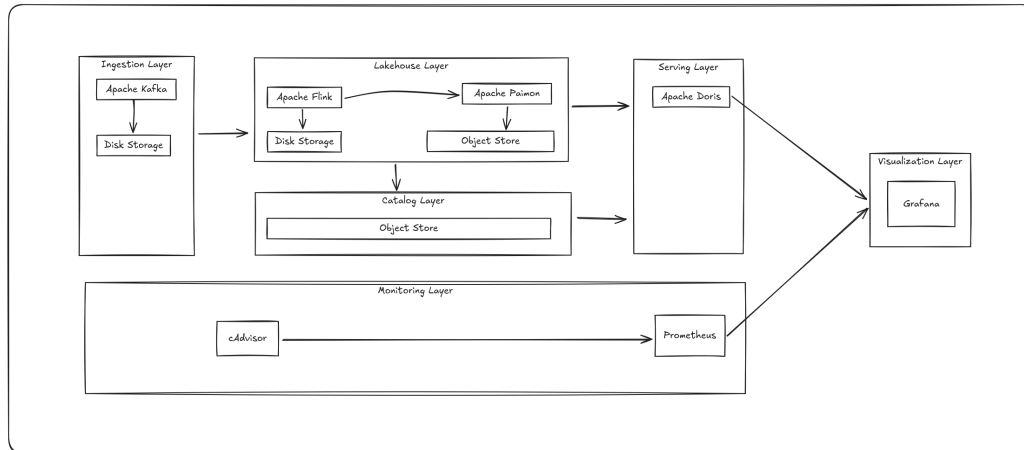 Ingestion Layer
Apache Kafka
Disk Storage
Lakehouse Layer
Apache Flink
Apache Paimon
Disk Storage
Object Store
Catalog Layer
Object Store
Serving Layer
Apache Doris
Visualization Layer
Grafana
Monitoring Layer
cAdvisor
Prometheus